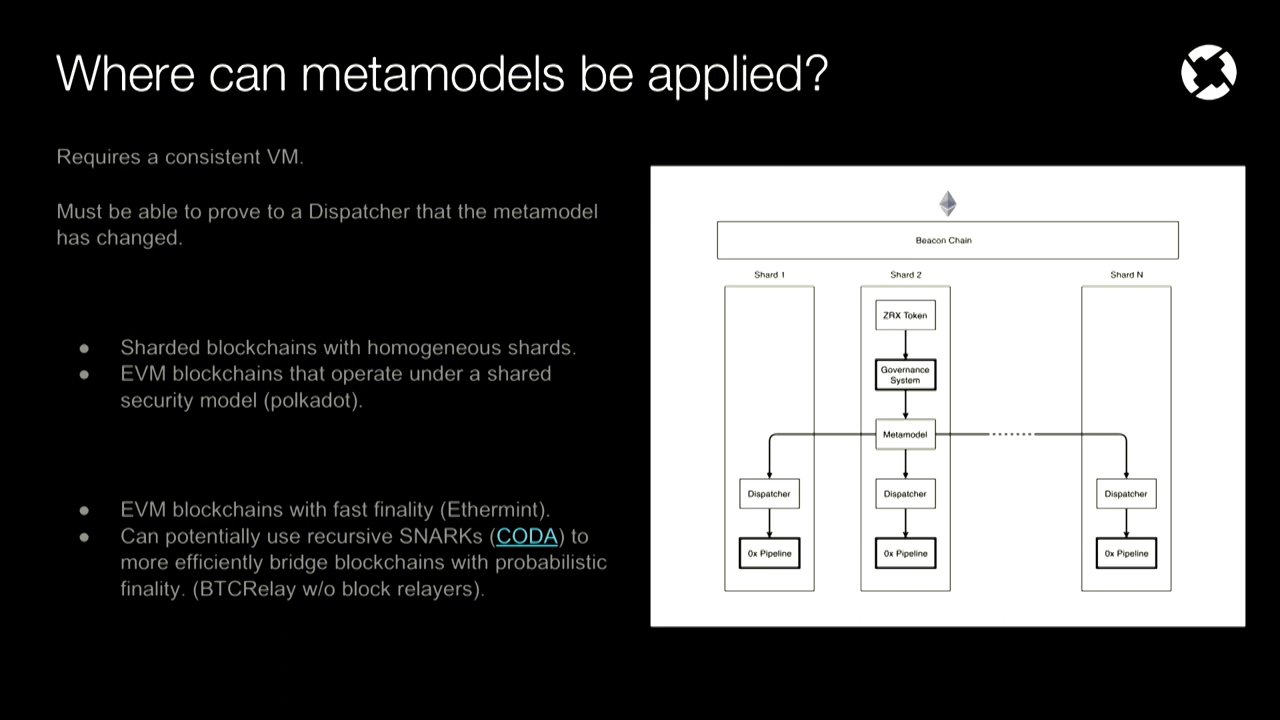 Where can metamodels be applied?
Requires a consistent VM.
Must be able to prove to a Dispatcher that the metamodel
has changed.
● Sharded blockchains with homogeneous shards.
● EVM blockchains that operate under a shared
security model (polkadot).
● EVM blockchains with fast finality (Ethermint).
● Can potentially use recursive SNARKs (CODA) to
more efficiently bridge blockchains with probabilistic
finality. (BTCRelay w/o block relayers).
Beacon Chain
Shard 1
Shard 2
Shard N
ZRX Token
Governance
System
Metamodel
Dispatcher
Dispatcher
Dispatcher
0x Pipeline
0x Pipeline
0x Pipeline